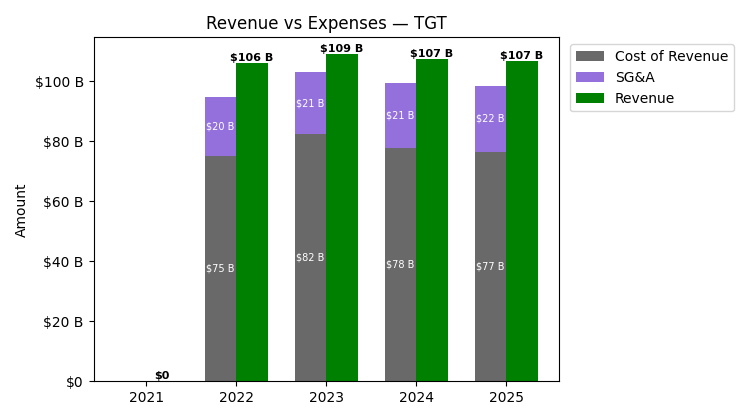 Revenue vs Expenses — TGT
Cost of Revenue
SG&A
Revenue
Amount
$100 B
$80 B
$60 B
$40 B
$20 B
$0
$0
$106 B
$109 B
$107 B
$107 B
$20 B
$21 B
$21 B
$22 B
$75 B
$82 B
$78 B
$77 B
2021
2022
2023
2024
2025